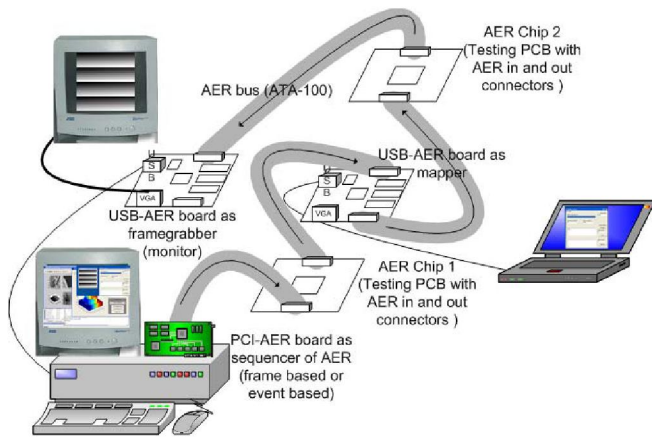 AER Chip 2
(Testing PCB with
AER in and out
connectors )
AER bus (ATA-100)
U
S
B
VGA
USB-AER board as
framegrabber
(monitor)
USB-AER board as
mapper
U
S
B
VGA
AER Chip 1
(Testing PCB with
AER in and out
connectors )
PCI-AER board as
sequencer of AER
(frame based or
event based)